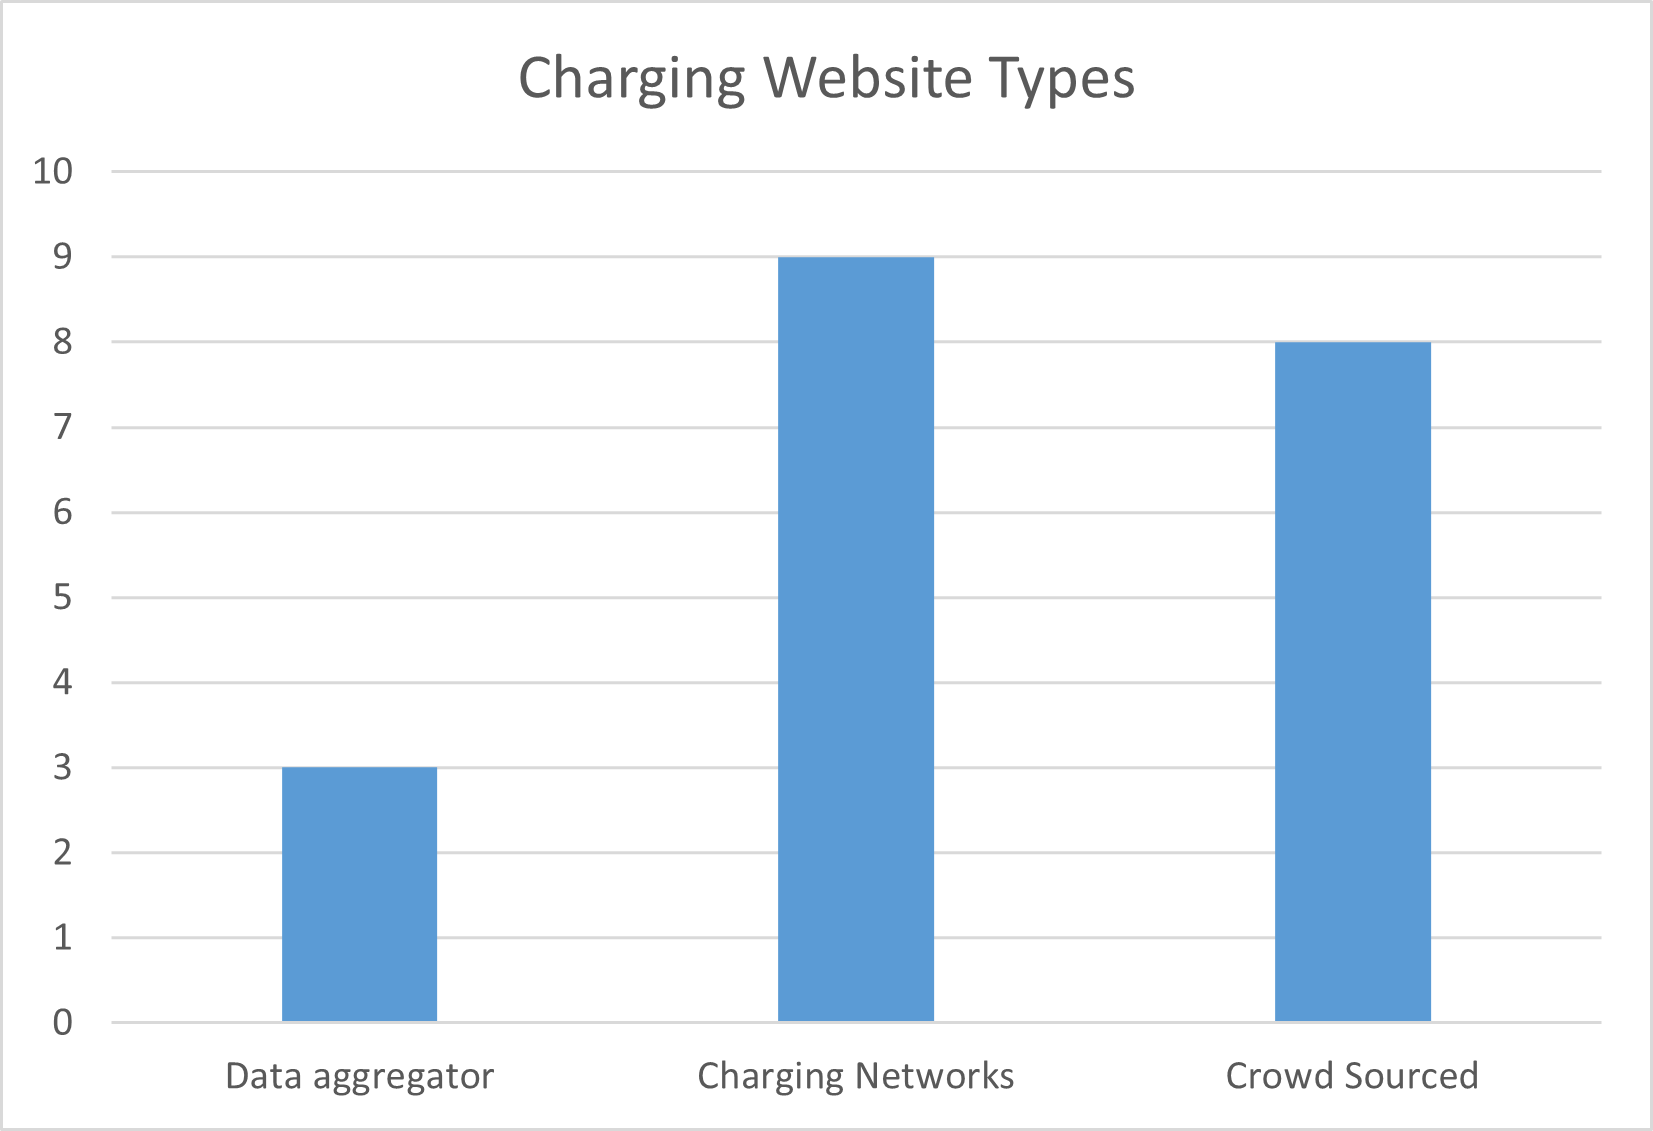 Charging Website Types
10
9
8
7
6
5
4
3
2
1
0
Data aggregator
Charging Networks
Crowd Sourced